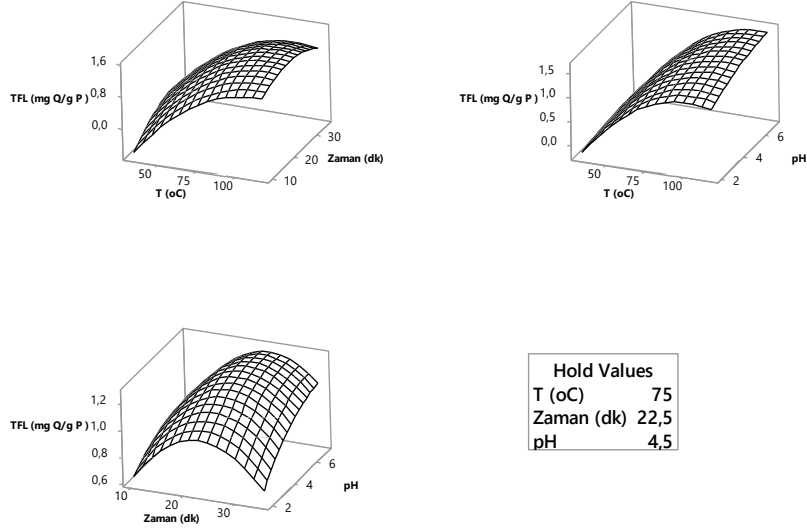 1,6
TFL (mg Q/g P ) 0,8
0,0
30
20 Zaman (dk)
10
50
75
100
T (oC)
1,5
TFL (mg Q/g P ) 1,0
0,5
0,0
6
4
pH
2
50
75
100
T (oC)
1,2
TFL (mg Q/g P ) 1,0
0,8
0,6
6
4
pH
2
10
20
30
Zaman (dk)
Hold Values
T (oC) 75
Zaman (dk) 22,5
pH 4,5